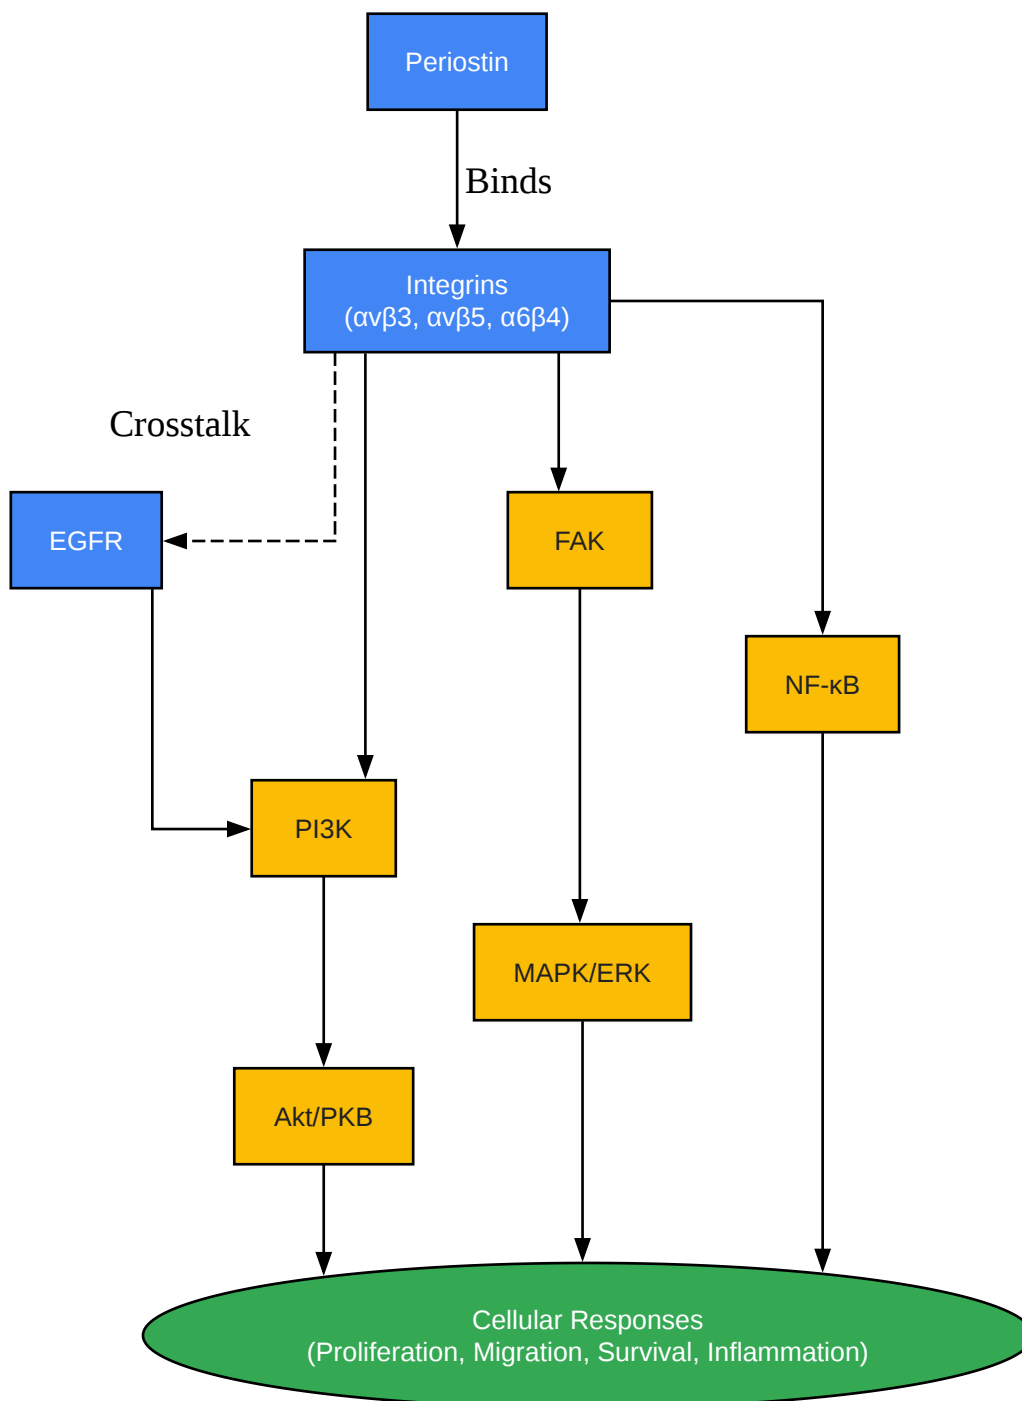 Periostin
Binds
Integrins
(αvβ3, αvβ5, α6β4)
Crosstalk
EGFR
FAK
NF-κB
PI3K
MAPK/ERK
Akt/PKB
Cellular Responses
(Proliferation, Migration, Survival, Inflammation)